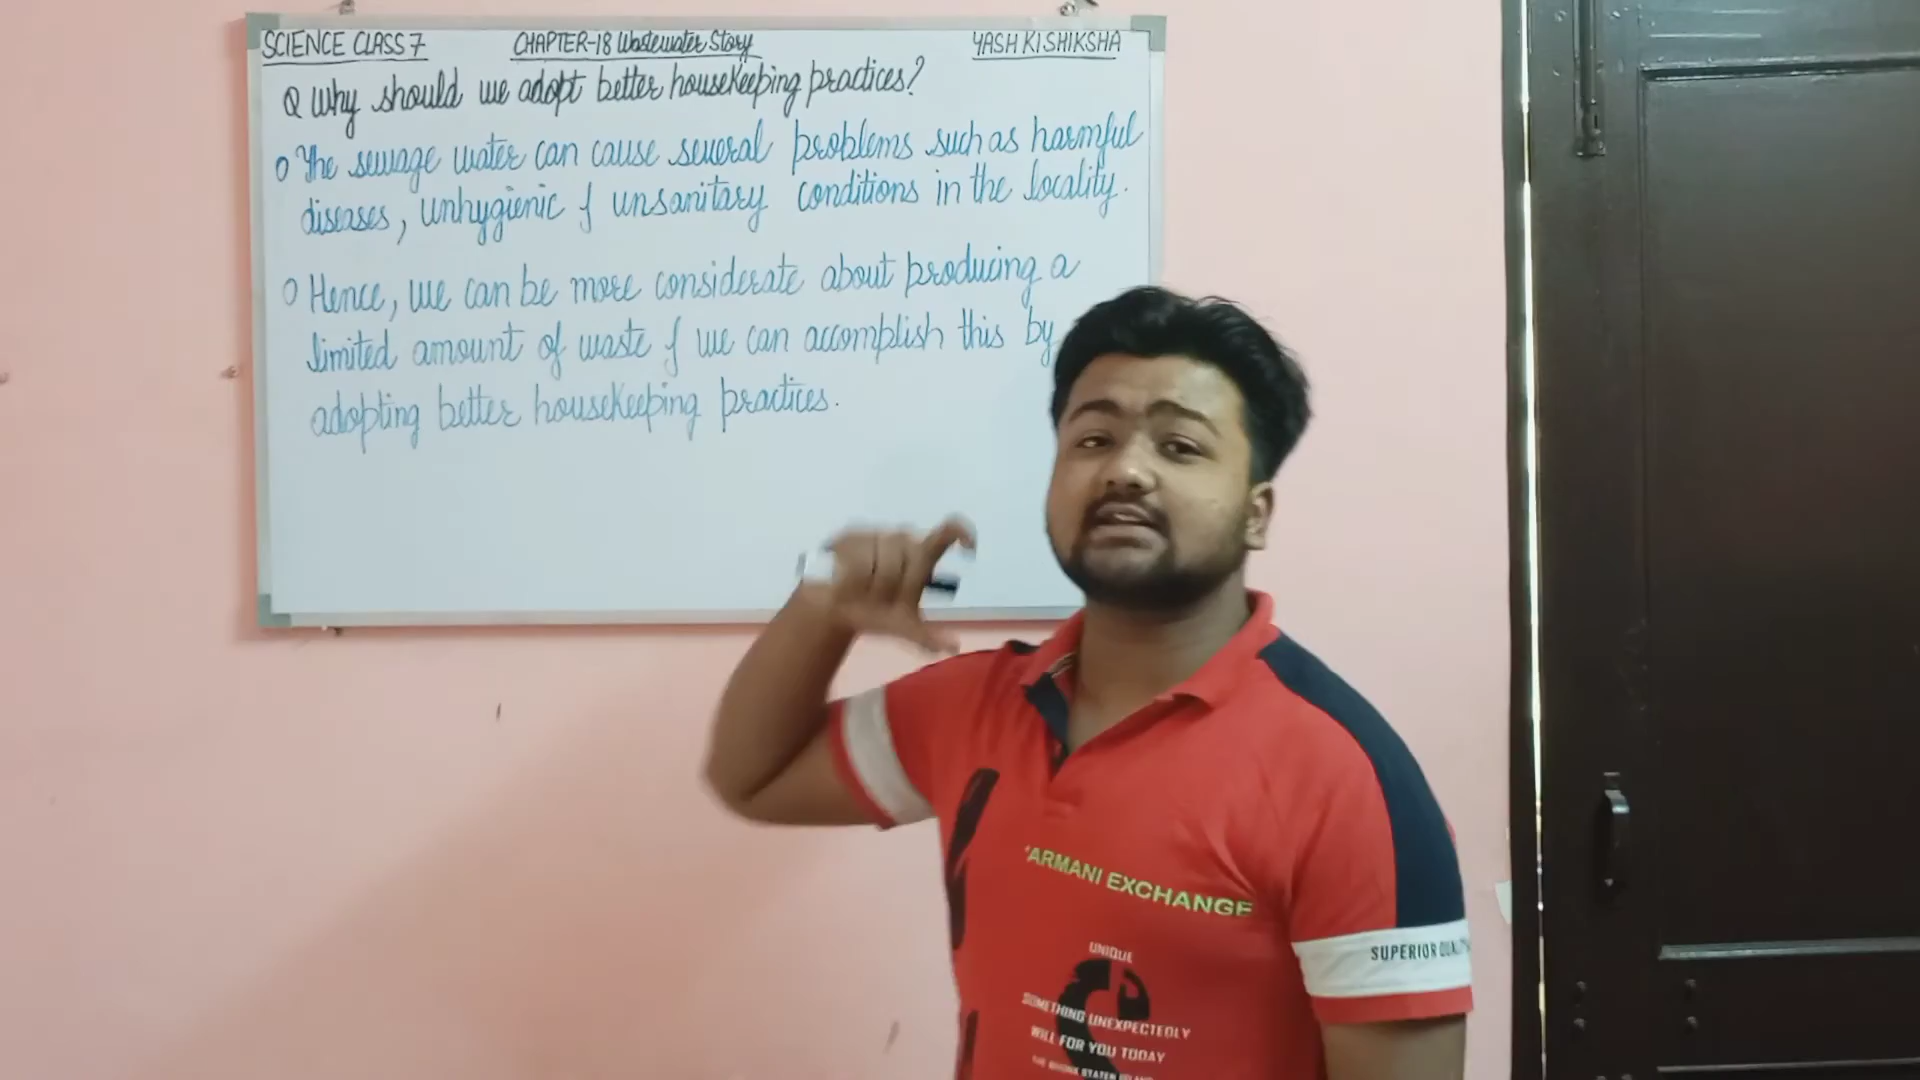 SCIENCE CLASS 7 CHAPTER-18 Wastewater Story YASH KI SHIKSHA
Q Why should we adopt better housekeeping practices?
o The sewage water can cause several problems such as harmful
diseases, unhygienic & unsanitary conditions in the locality.
o Hence, we can be more considerate about producing a
limited amount of waste & we can accomplish this by
adopting better housekeeping practices.
ARMANI EXCHANGE
SUPERIOR
UNIQUE
SOMETHING UNEXPECTEDLY
WILL FOR YOU TODAY